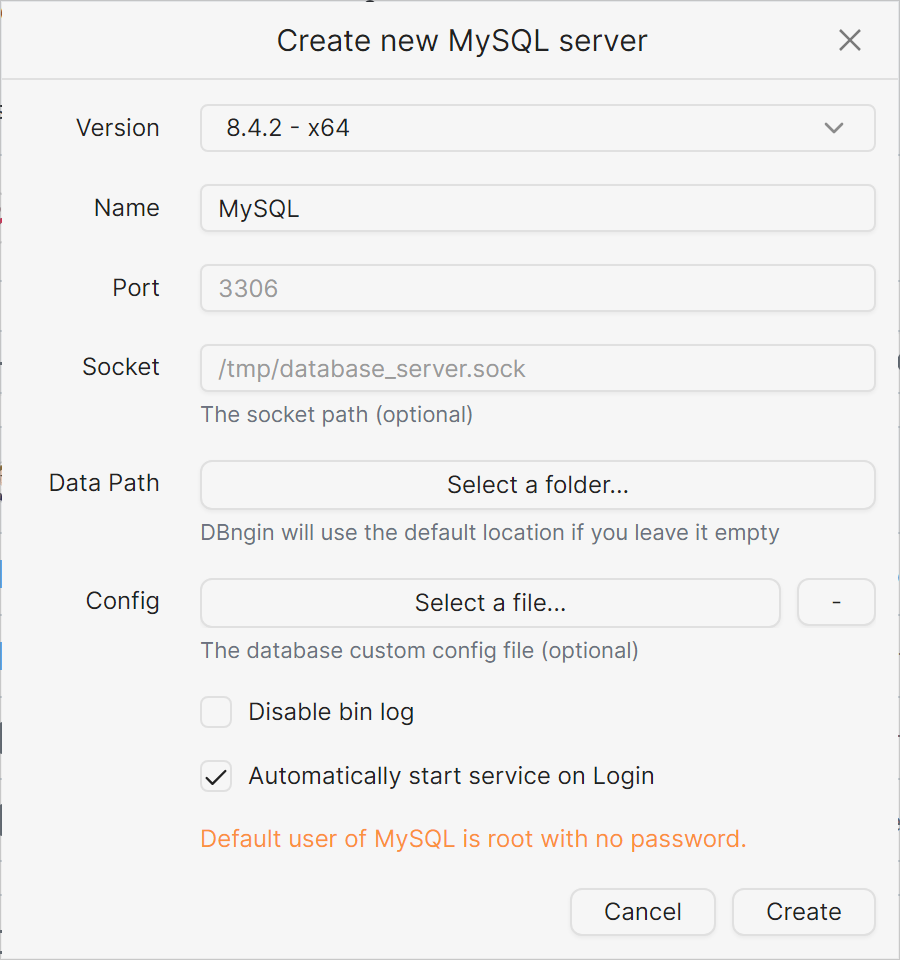 Create new MySQL server
Version
8.4.2 - x64
Name
MySQL
Port
3306
Socket
/tmp/database_server.sock
The socket path (optional)
Data Path
Select a folder...
DBngin will use the default location if you leave it empty
Config
Select a file...
-
The database custom config file (optional)
Disable bin log
Automatically start service on Login
Default user of MySQL is root with no password.
Cancel
Create